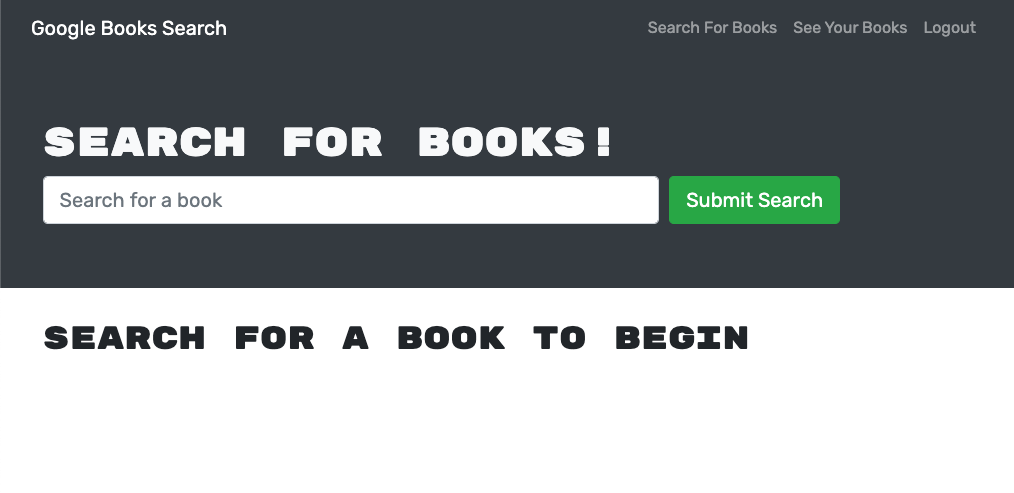 Google Books Search Search For Books See Your Books Logout
SEARCH FOR BOOKS!
Search for a book Submit Search
SEARCH FOR A BOOK TO BEGIN